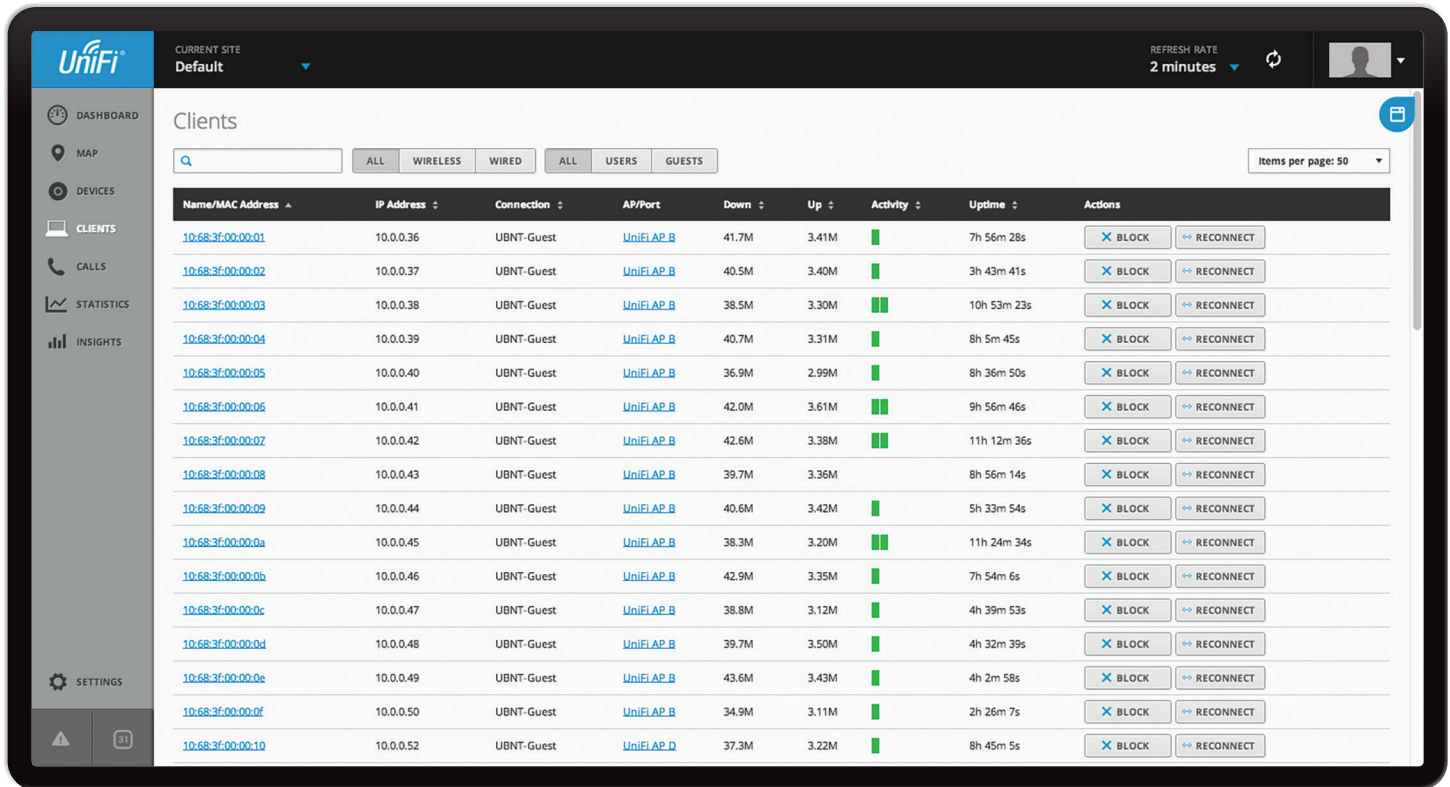 UniFi
CURRENT SITE
Default
REFRESH RATE
2 minutes
DASHBOARD
MAP
DEVICES
CLIENTS
CALLS
STATISTICS
INSIGHTS
SETTINGS
31
Clients
ALL WIRELESS WIRED ALL USERS GUESTS Items per page: 50
Name/MAC Address IP Address Connection AP/Port Down Up Activity Uptime Actions
10:68:3f:00:00:01 10.0.0.36 UBNT-Guest UniFi AP B 41.7M 3.41M 7h 56m 28s BLOCK RECONNECT
10:68:3f:00:00:02 10.0.0.37 UBNT-Guest UniFi AP B 40.5M 3.40M 3h 43m 41s BLOCK RECONNECT
10:68:3f:00:00:03 10.0.0.38 UBNT-Guest UniFi AP B 38.5M 3.30M 10h 53m 23s BLOCK RECONNECT
10:68:3f:00:00:04 10.0.0.39 UBNT-Guest UniFi AP B 40.7M 3.31M 8h 5m 45s BLOCK RECONNECT
10:68:3f:00:00:05 10.0.0.40 UBNT-Guest UniFi AP B 36.9M 2.99M 8h 36m 50s BLOCK RECONNECT
10:68:3f:00:00:06 10.0.0.41 UBNT-Guest UniFi AP B 42.0M 3.61M 9h 56m 46s BLOCK RECONNECT
10:68:3f:00:00:07 10.0.0.42 UBNT-Guest UniFi AP B 42.6M 3.38M 11h 12m 36s BLOCK RECONNECT
10:68:3f:00:00:08 10.0.0.43 UBNT-Guest UniFi AP B 39.7M 3.36M 8h 56m 14s BLOCK RECONNECT
10:68:3f:00:00:09 10.0.0.44 UBNT-Guest UniFi AP B 40.6M 3.42M 5h 33m 54s BLOCK RECONNECT
10:68:3f:00:00:0a 10.0.0.45 UBNT-Guest UniFi AP B 38.3M 3.20M 11h 24m 34s BLOCK RECONNECT
10:68:3f:00:00:0b 10.0.0.46 UBNT-Guest UniFi AP B 42.9M 3.35M 7h 54m 6s BLOCK RECONNECT
10:68:3f:00:00:0c 10.0.0.47 UBNT-Guest UniFi AP B 38.8M 3.12M 4h 39m 53s BLOCK RECONNECT
10:68:3f:00:00:0d 10.0.0.48 UBNT-Guest UniFi AP B 39.7M 3.50M 4h 32m 39s BLOCK RECONNECT
10:68:3f:00:00:0e 10.0.0.49 UBNT-Guest UniFi AP B 43.6M 3.43M 4h 2m 58s BLOCK RECONNECT
10:68:3f:00:00:0f 10.0.0.50 UBNT-Guest UniFi AP B 34.9M 3.11M 2h 26m 7s BLOCK RECONNECT
10:68:3f:00:00:10 10.0.0.52 UBNT-Guest UniFi AP D 37.3M 3.22M 8h 45m 5s BLOCK RECONNECT